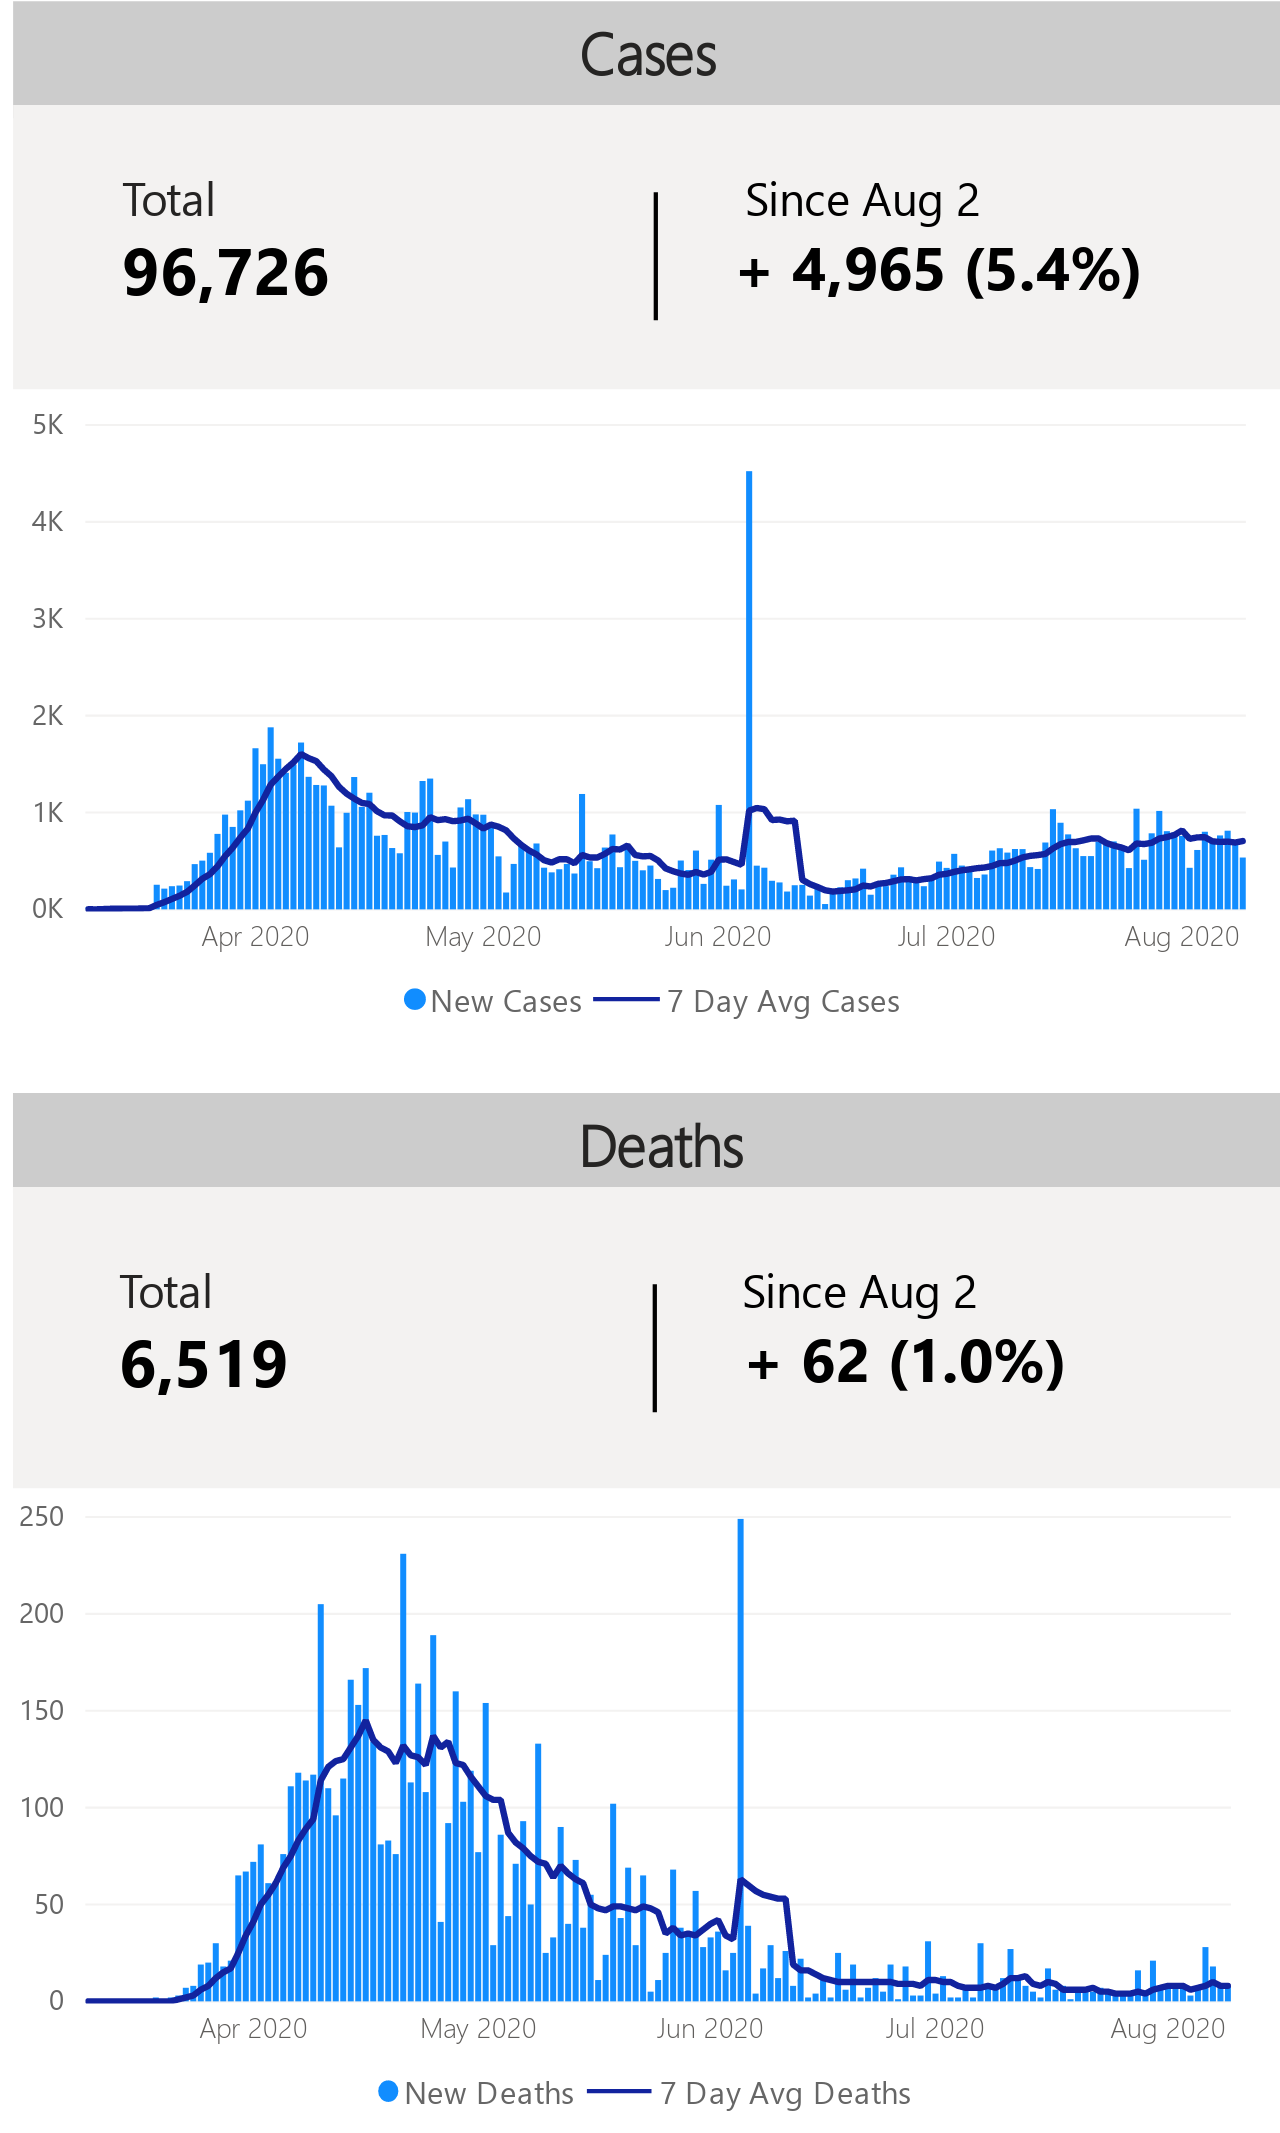 Cases
Total
96,726
Since Aug 2
+ 4,965 (5.4%)
5K
4K
3K
2K
1K
0K
Apr 2020 May 2020 Jun 2020 Jul 2020 Aug 2020
New Cases 7 Day Avg Cases
Deaths
Total
6,519
Since Aug 2
+ 62 (1.0%)
250
200
150
100
50
0
Apr 2020 May 2020 Jun 2020 Jul 2020 Aug 2020
New Deaths 7 Day Avg Deaths